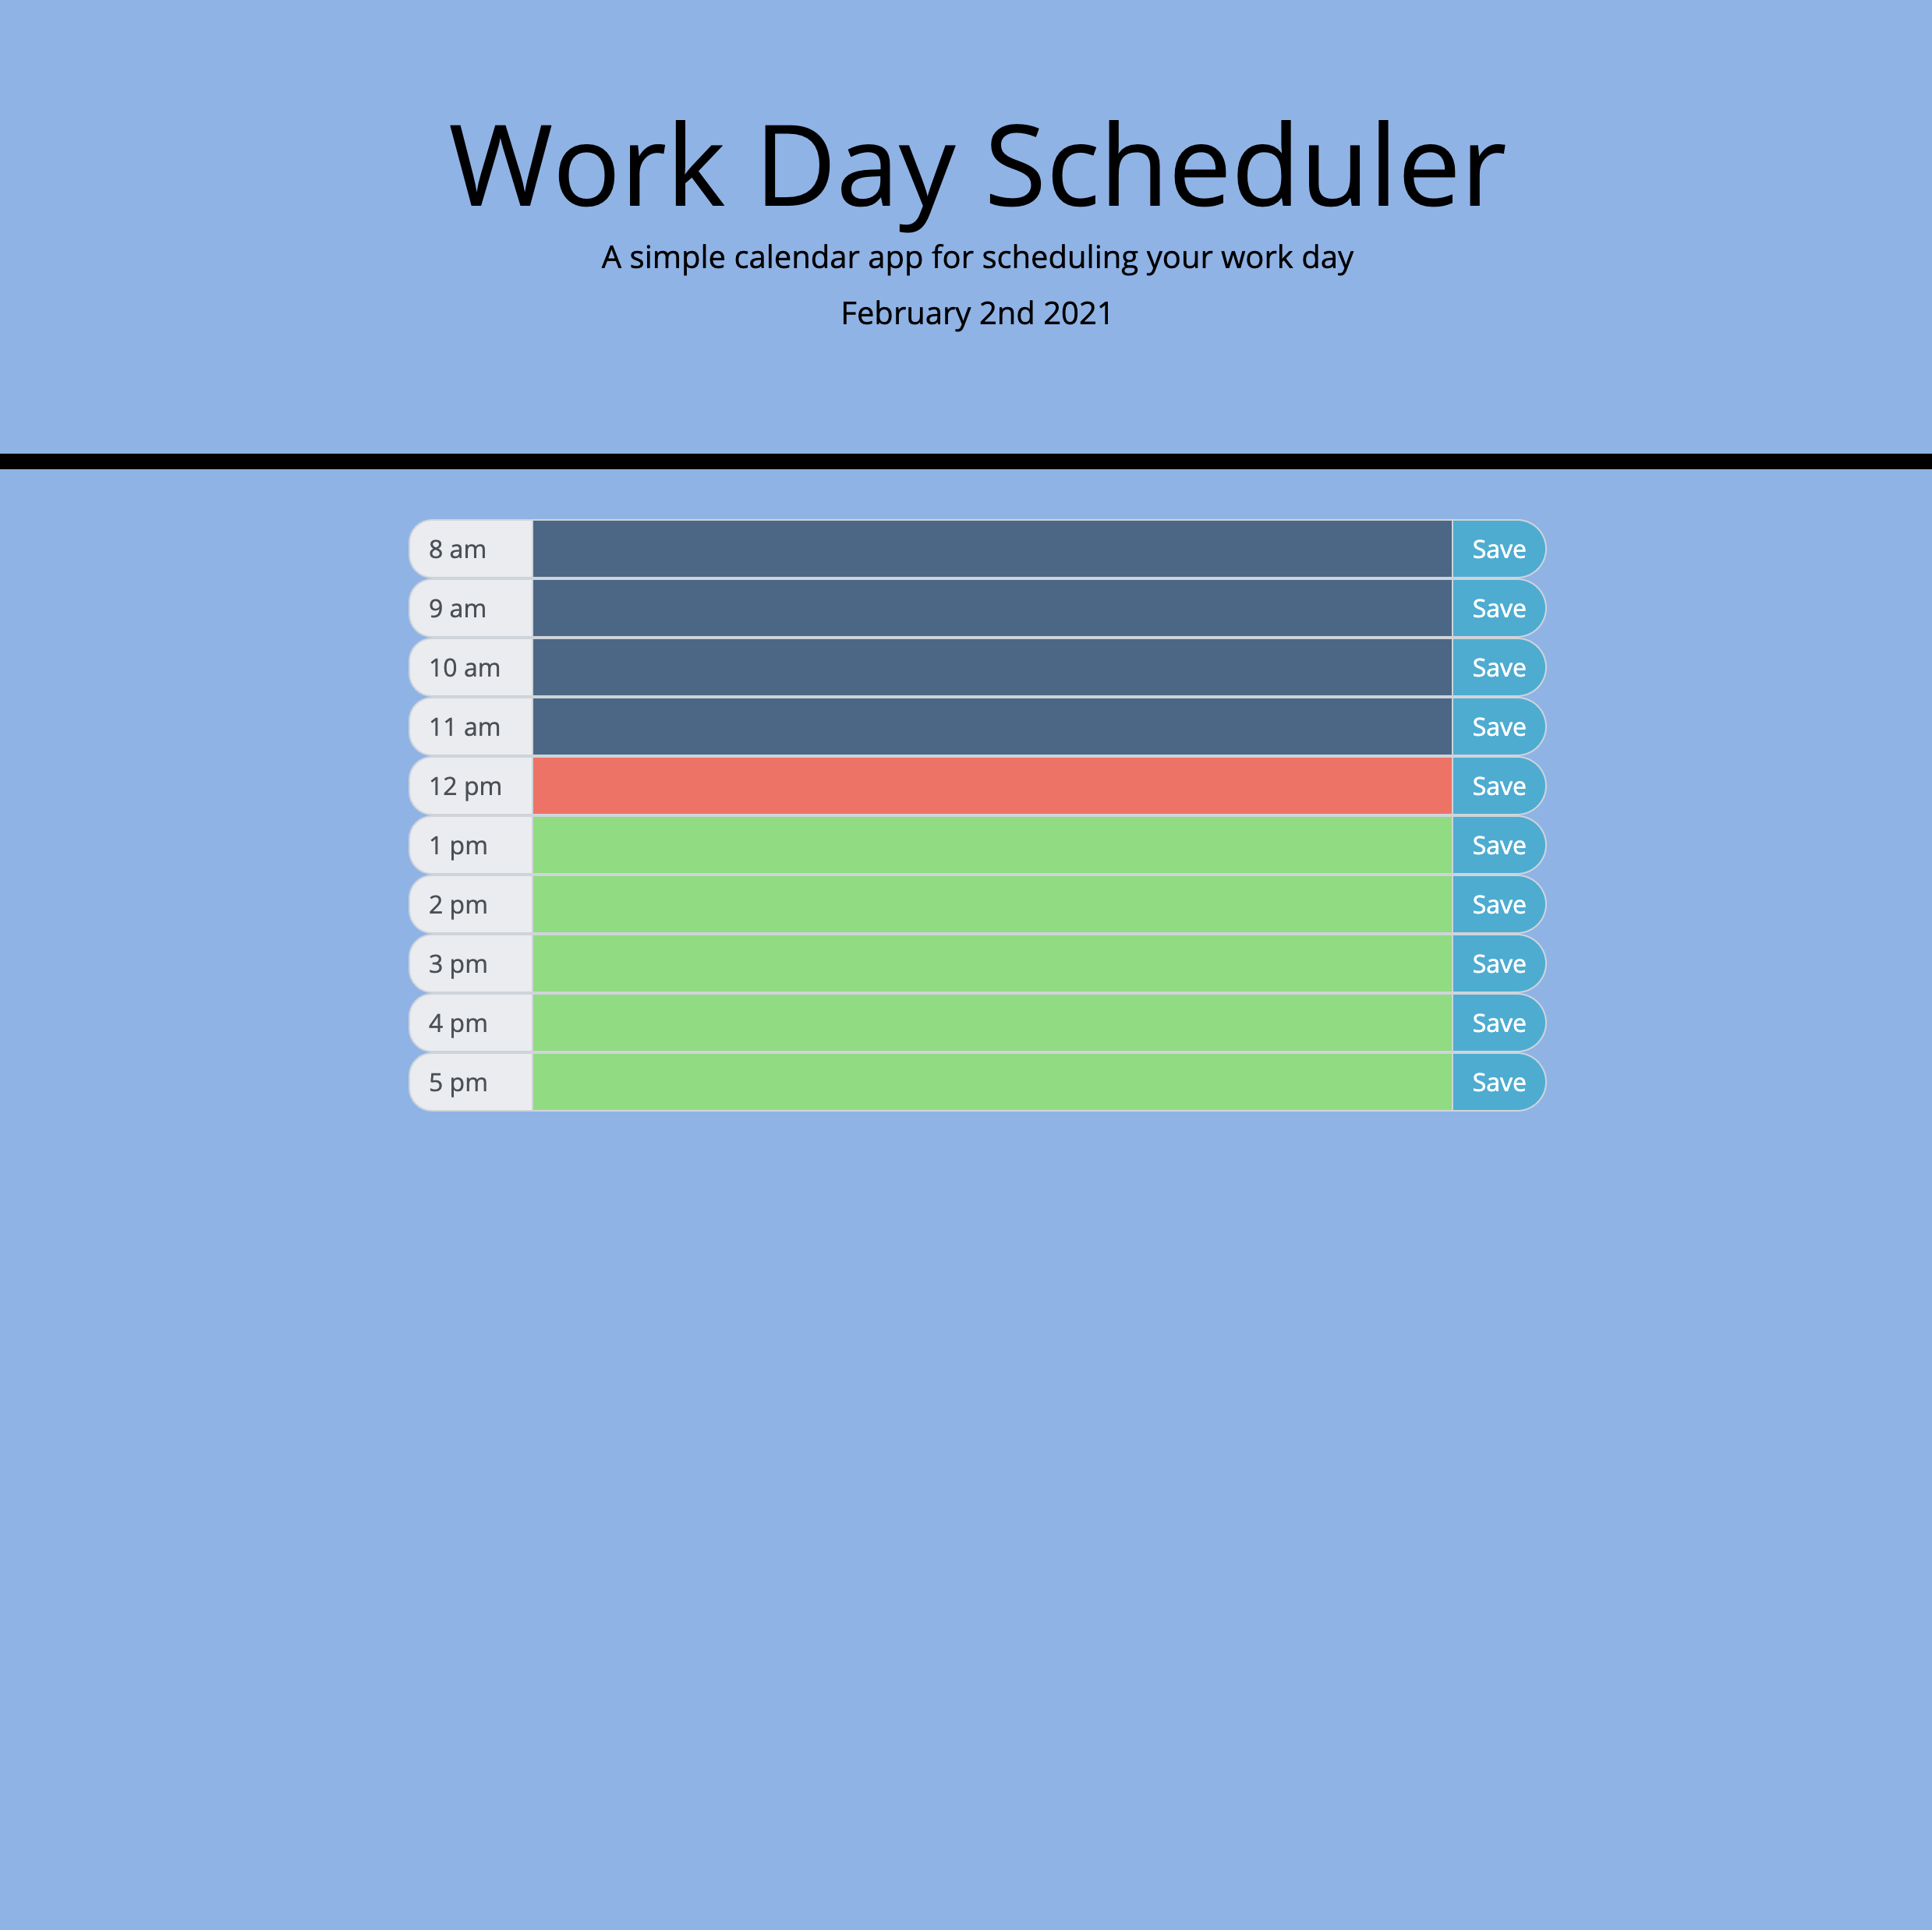 Work Day Scheduler
A simple calendar app for scheduling your work day
February 2nd 2021
8 am Save
9 am Save
10 am Save
11 am Save
12 pm Save
1 pm Save
2 pm Save
3 pm Save
4 pm Save
5 pm Save